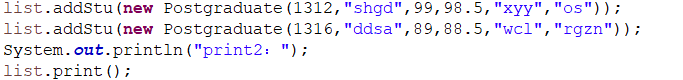 list.addStu(new Postgraduate(1312,"shgd",99,98.5,"xyy","os"));
list.addStu(new Postgraduate(1316,"ddsa",89,88.5,"wcl","rgzn"));
System.out.println("print2：");
list.print();